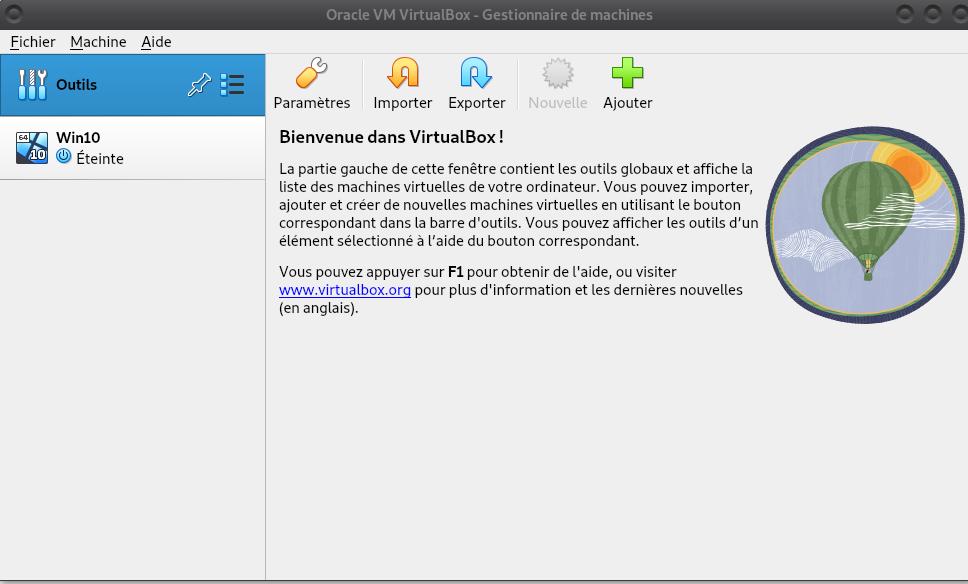 Oracle VM VirtualBox - Gestionnaire de machines
Fichier Machine Aide
Outils
Paramètres Importer Exporter Nouvelle Ajouter
64
10
Win10
Éteinte
Bienvenue dans VirtualBox !
La partie gauche de cette fenêtre contient les outils globaux et affiche la
liste des machines virtuelles de votre ordinateur. Vous pouvez importer,
ajouter et créer de nouvelles machines virtuelles en utilisant le bouton
correspondant dans la barre d'outils. Vous pouvez afficher les outils d’un
élément sélectionné à l’aide du bouton correspondant.
Vous pouvez appuyer sur F1 pour obtenir de l'aide, ou visiter
www.virtualbox.org pour plus d'information et les dernières nouvelles
(en anglais).